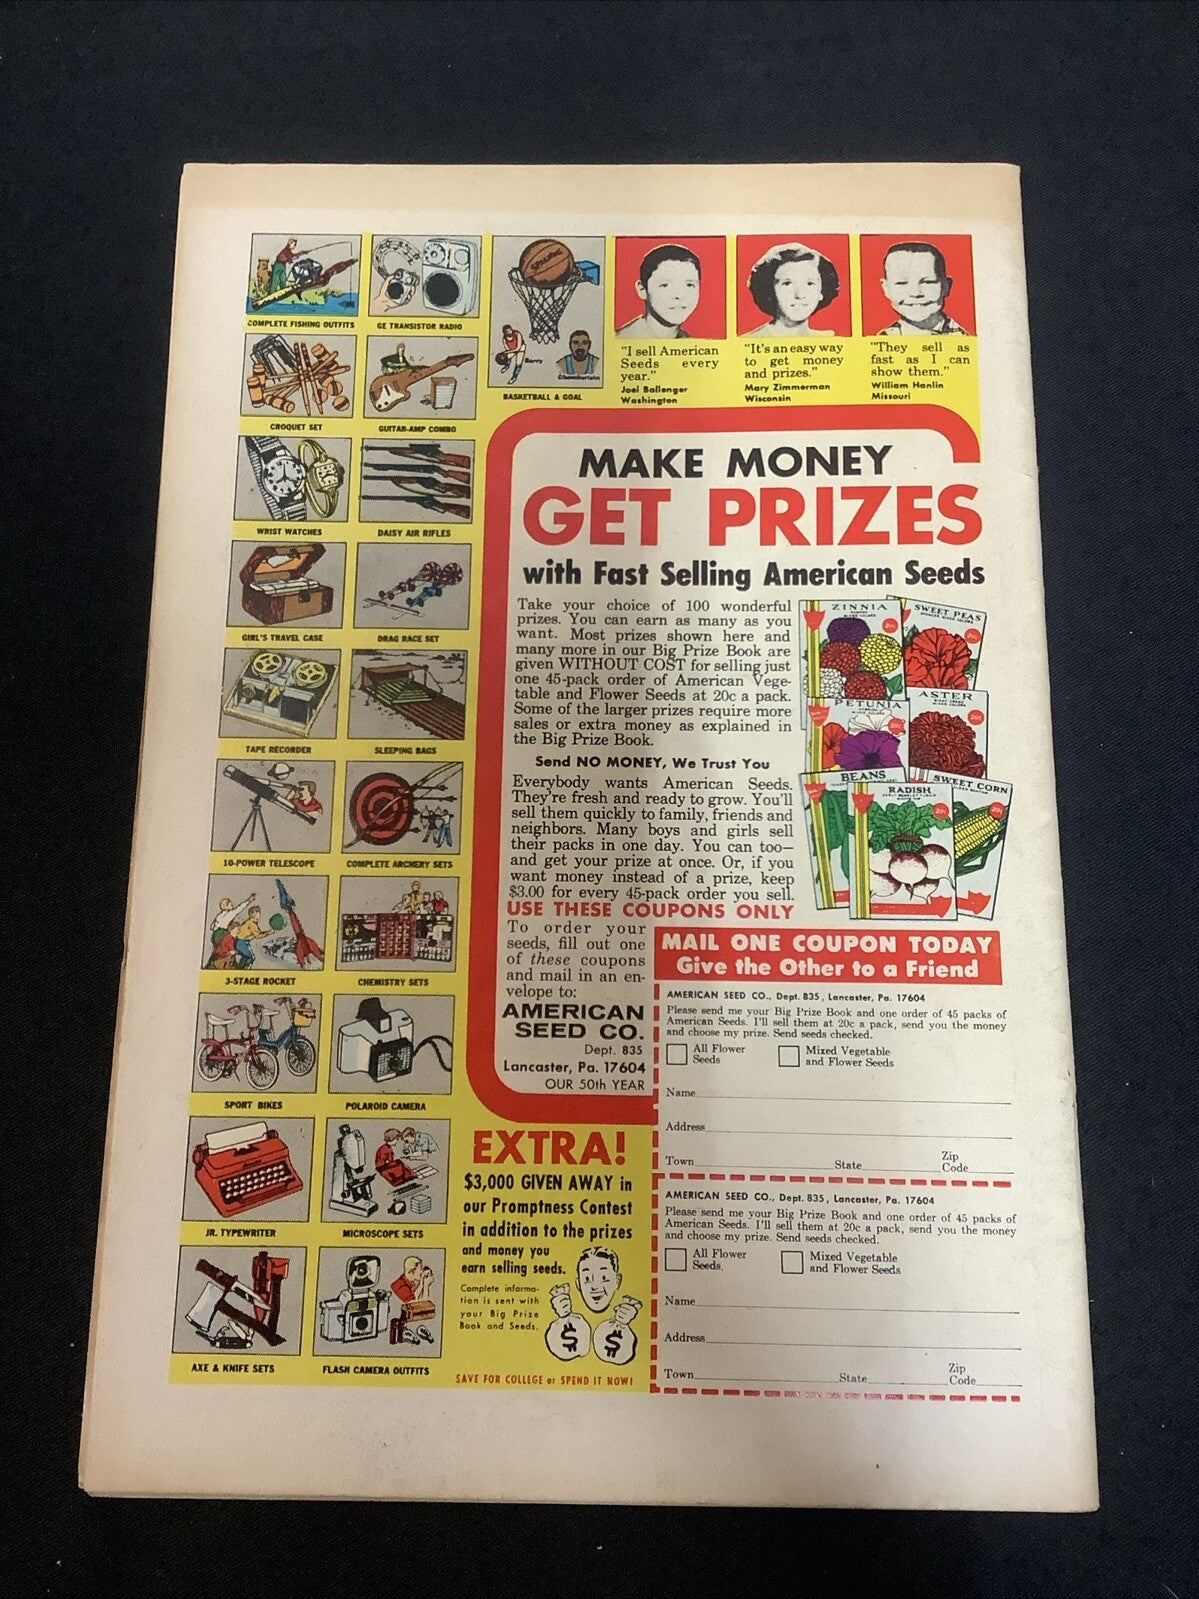 COMPLETE FISHING OUTFITS
GE TRANSISTOR RADIO
CROQUET SET
GUITAR-AMP COMBO
WRIST WATCHES
DAISY AIR RIFLES
GIRL'S TRAVEL CASE
DRAG RACE SET
TAPE RECORDER
SLEEPING BAGS
10-POWER TELESCOPE
COMPLETE ARCHERY SETS
3-STAGE ROCKET
CHEMISTRY SETS
SPORT BIKES
POLAROID CAMERA
JR. TYPEWRITER
MICROSCOPE SETS
AXE & KNIFE SETS
FLASH CAMERA OUTFITS
SPALDING
Barry
Chamberlain
BASKETBALL & GOAL
"I sell American
Seeds every
year."
Joel Ballenger
Washington
"It's an easy way
to get money
and prizes."
Mary Zimmerman
Wisconsin
"They sell as
fast as I can
show them."
William Hanlin
Missouri
MAKE MONEY
GET PRIZES
with Fast Selling American Seeds
Take your choice of 100 wonderful
prizes. You can earn as many as you
want. Most prizes shown here and
many more in our Big Prize Book are
given WITHOUT COST for selling just
one 45-pack order of American Vege-
table and Flower Seeds at 20c a pack.
Some of the larger prizes require more
sales or extra money as explained in
the Big Prize Book.
Send NO MONEY, We Trust You
Everybody wants American Seeds.
They're fresh and ready to grow. You'll
sell them quickly to family, friends and
neighbors. Many boys and girls sell
their packs in one day. You can too—
and get your prize at once. Or, if you
want money instead of a prize, keep
$3.00 for every 45-pack order you sell.
USE THESE COUPONS ONLY
ZINNIA
20c
SWEET PEAS
20c
PETUNIA
20c
ASTER
20c
BEANS
SWEET CORN
20c
RADISH
20c
To order your
seeds, fill out one
of these coupons
and mail in an en-
velope to:
AMERICAN
SEED CO.
Dept. 835
Lancaster, Pa. 17604
OUR 50th YEAR
MAIL ONE COUPON TODAY
Give the Other to a Friend
AMERICAN SEED CO., Dept. 835, Lancaster, Pa. 17604
Please send me your Big Prize Book and one order of 45 packs of
American Seeds. I'll sell them at 20c a pack, send you the money
and choose my prize. Send seeds checked.
All Flower
Seeds
Mixed Vegetable
and Flower Seeds
Name
Address
Town State Zip
Code
AMERICAN SEED CO., Dept. 835, Lancaster, Pa. 17604
Please send me your Big Prize Book and one order of 45 packs of
American Seeds. I'll sell them at 20c a pack, send you the money
and choose my prize. Send seeds checked.
All Flower
Seeds.
Mixed Vegetable
and Flower Seeds
Name
Address
Town State Zip
Code
EXTRA!
$3,000 GIVEN AWAY in
our Promptness Contest
in addition to the prizes
and money you
earn selling seeds.
Complete informa-
tion is sent with
your Big Prize
Book and Seeds.
$ $
SAVE FOR COLLEGE or SPEND IT NOW!